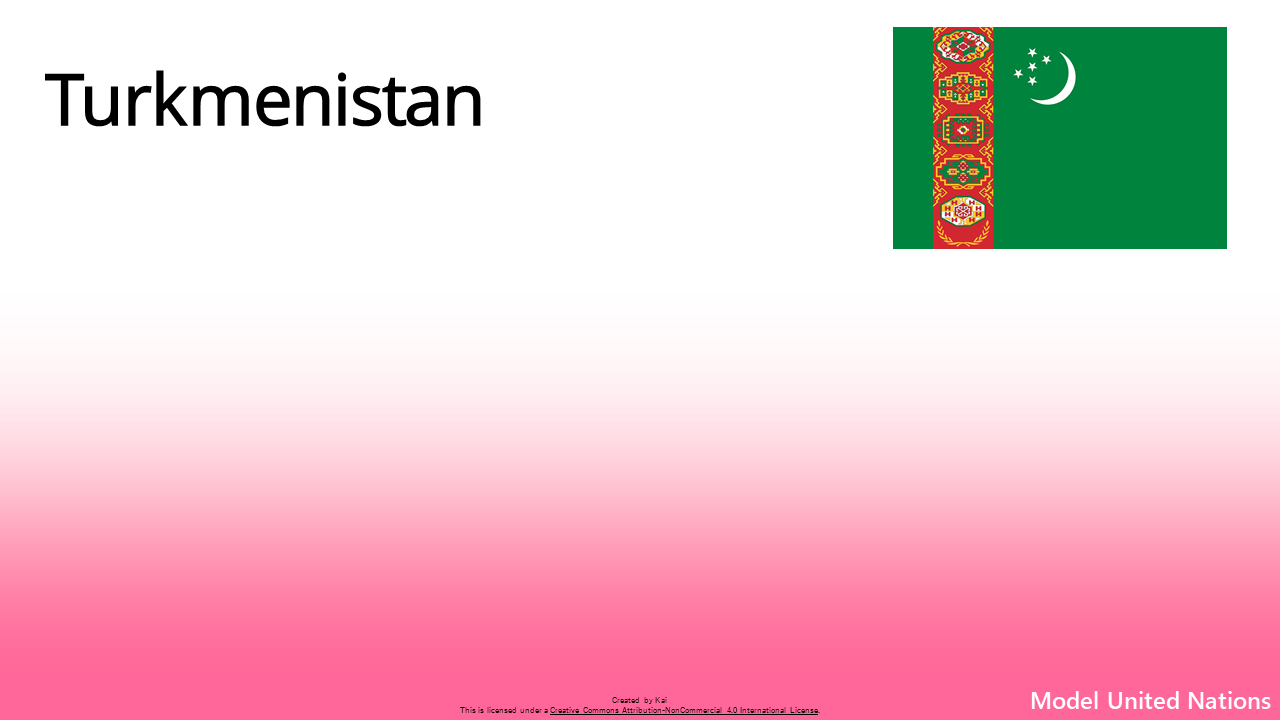 Turkmenistan
Created by Kai
This is licensed under a Creative Commons Attribution-NonCommercial 4.0 International License.
Model United Nations